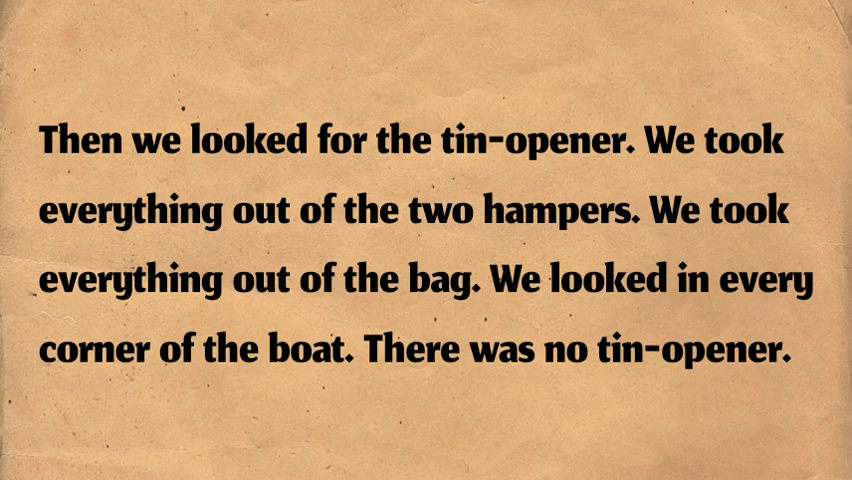 Then we looked for the tin-opener. We took
everything out of the two hampers. We took
everything out of the bag. We looked in every
corner of the boat. There was no tin-opener.